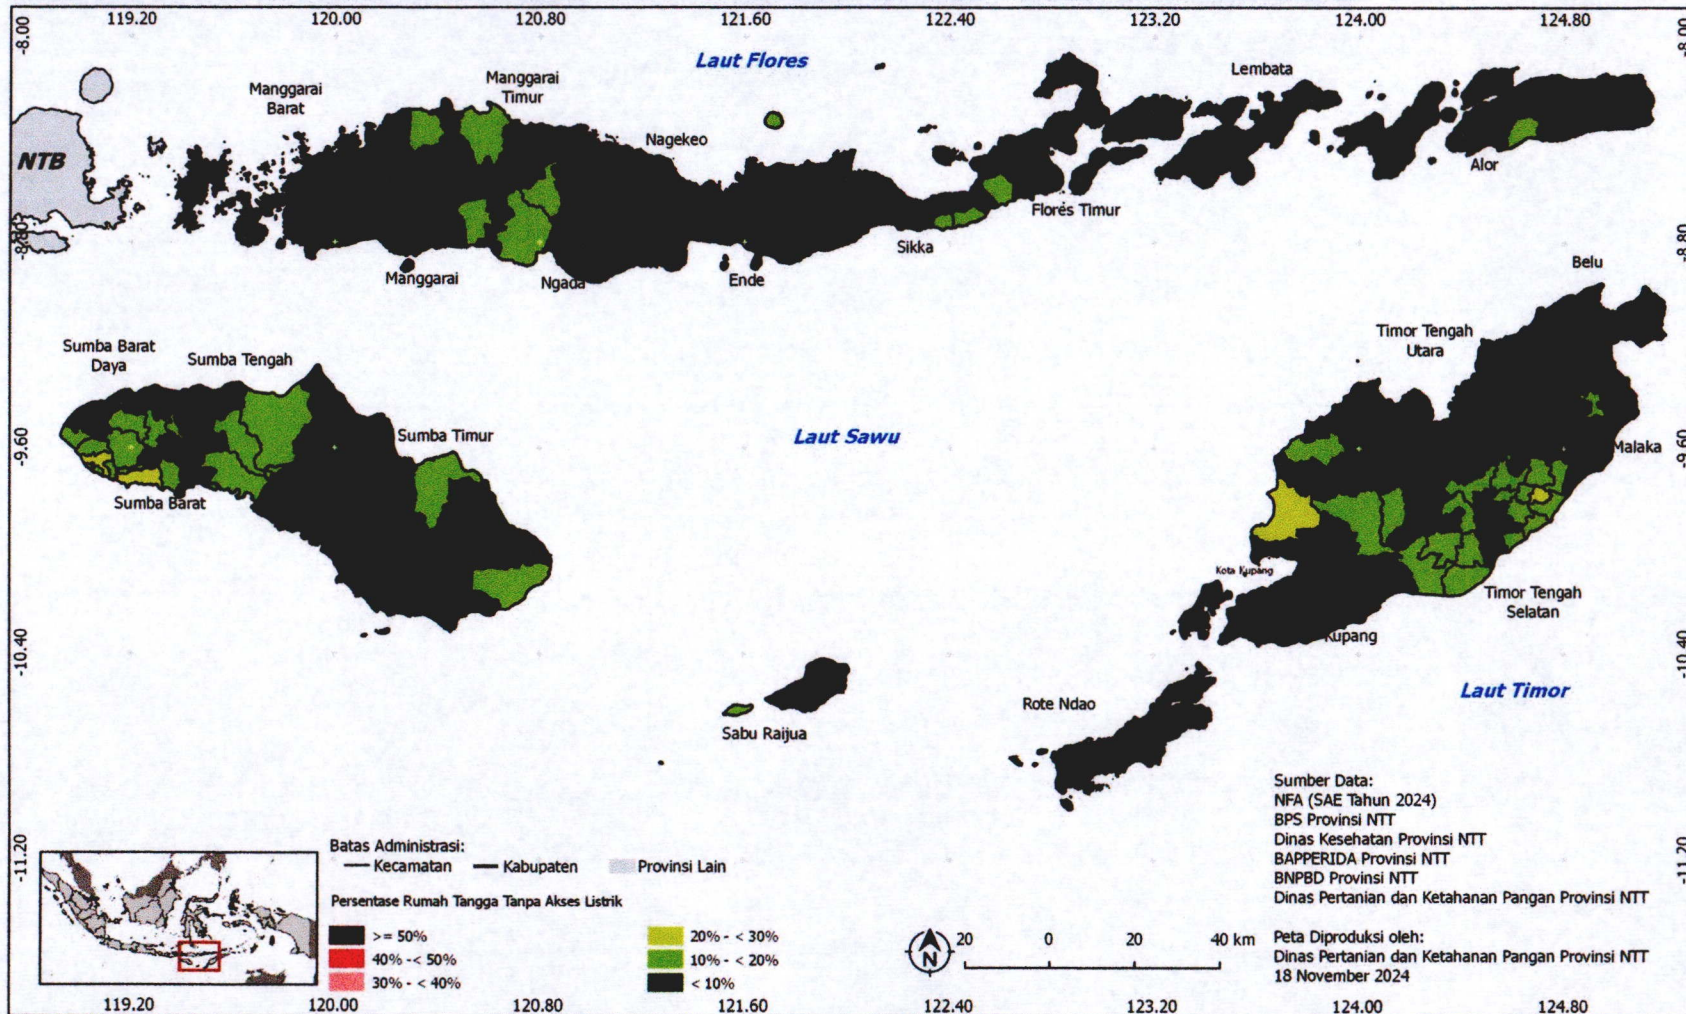 119.20 120.00 120.80 121.60 122.40 123.20 124.00 124.80
-8.00 -8.00
Laut Flores
Manggarai
Barat
Manggarai
Timur
Lembata
NTB
Nagekeo
Alor
Flores Timur
-8.80 -8.80
Sikka
Manggarai
Ngada
Ende
Belu
Timor Tengah
Utara
Sumba Barat
Daya
Sumba Tengah
Sumba Timur
Laut Sawu
-9.60 -9.60
Malaka
Sumba Barat
Kota Kupang
Timor Tengah
Selatan
Kupang
-10.40 -10.40
Laut Timor
Rote Ndao
Sabu Raijua
Sumber Data:
NFA (SAE Tahun 2024)
BPS Provinsi NTT
Dinas Kesehatan Provinsi NTT
BAPPERIDA Provinsi NTT
BNPBD Provinsi NTT
Dinas Pertanian dan Ketahanan Pangan Provinsi NTT
-11.20 -11.20
Batas Administrasi:
Kecamatan Kabupaten Provinsi Lain
Persentase Rumah Tangga Tanpa Akses Listrik
>= 50%
40% -< 50%
30% - < 40%
20% - < 30%
10% - < 20%
< 10%
N
20 0 20 40 km
Peta Diproduksi oleh:
Dinas Pertanian dan Ketahanan Pangan Provinsi NTT
18 November 2024
119.20 120.00 120.80 121.60 122.40 123.20 124.00 124.80